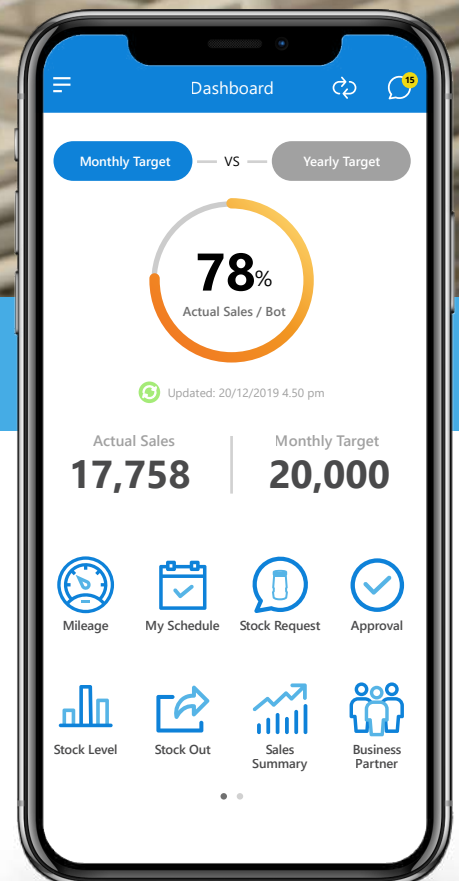 Dashboard
15
Monthly Target
VS
Yearly Target
78%
Actual Sales / Bot
Updated: 20/12/2019 4.50 pm
Actual Sales
Monthly Target
17,758
20,000
Mileage
My Schedule
Stock Request
Approval
Stock Level
Stock Out
Sales
Summary
Business
Partner